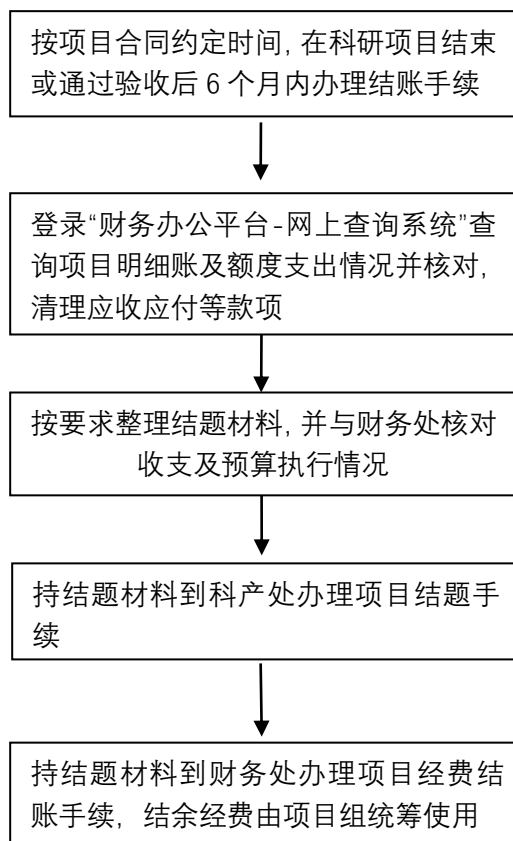 按项目合同约定时间,在科研项目结束
或通过验收后 6 个月内办理结账手续
登录“财务办公平台-网上查询系统”查
询项目明细账及额度支出情况并核对,
清理应收应付等款项
按要求整理结题材料,并与财务处核对
收支及预算执行情况
持结题材料到科产处办理项目结题手
续
持结题材料到财务处办理项目经费结
账手续，结余经费由项目组统筹使用